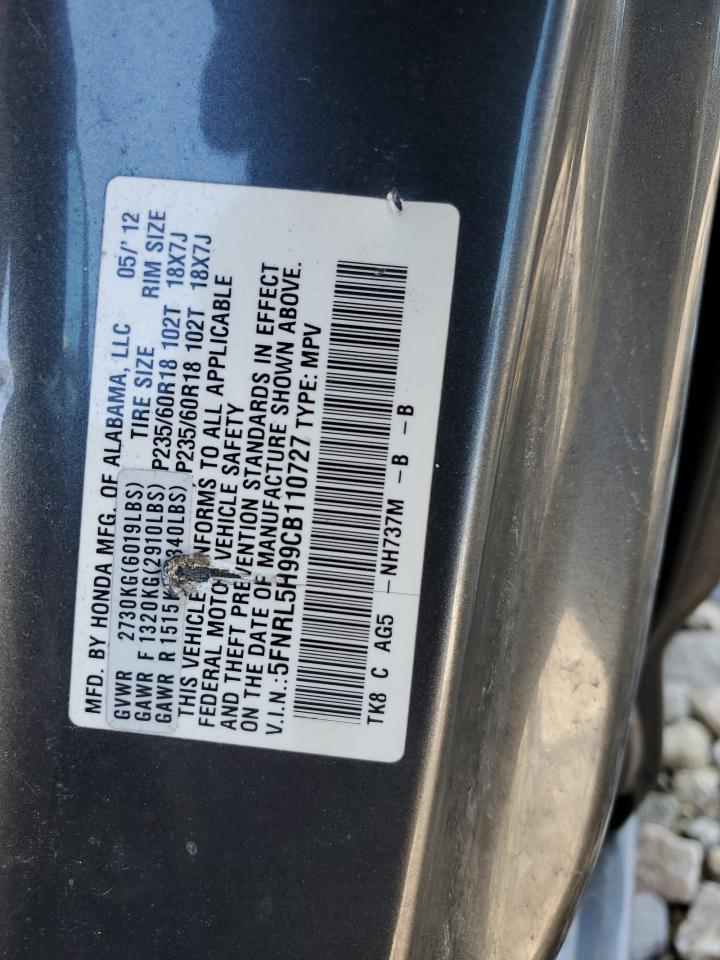 MFD. BY HONDA MFG. OF ALABAMA, LLC 05/' 12
GVWR 2730KG(6019LBS) TIRE SIZE RIM SIZE
GAWR F 1320KG(2910LBS) P235/60R18 102T 18X7J
GAWR R 1515 340LBS) P235/60R18 102T 18X7J
THIS VEHICLE NFORMS TO ALL APPLICABLE
FEDERAL MOTO VEHICLE SAFETY
AND THEFT PREVENTION STANDARDS IN EFFECT
ON THE DATE OF MANUFACTURE SHOWN ABOVE.
V.I.N.:5FNRL5H99CB110727 TYPE: MPV
TK8 C AG5 -NH737M -B -B